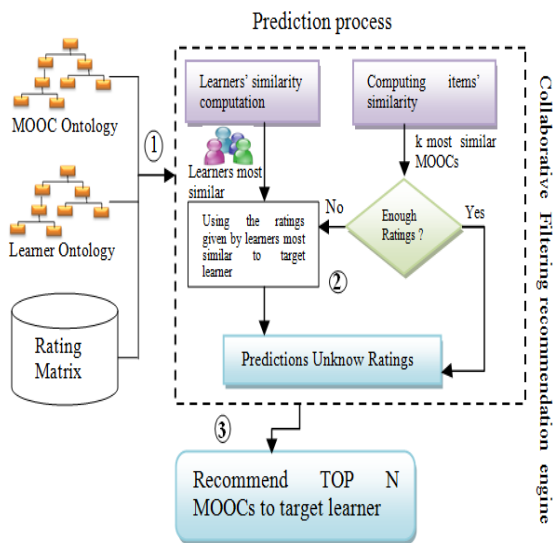 Prediction process
MOOC Ontology
Learner Ontology
Rating
Matrix
1
Learners' similarity
computation
Computing items'
similarity
Learners most
similar
k most similar
MOOCs
Using the ratings
given by learners most
similar to target
learner
No
Enough
Ratings ?
Yes
2
Predictions Unknow Ratings
3
Recommend TOP N
MOOCs to target learner
Collaborative Filtering recommendation engine